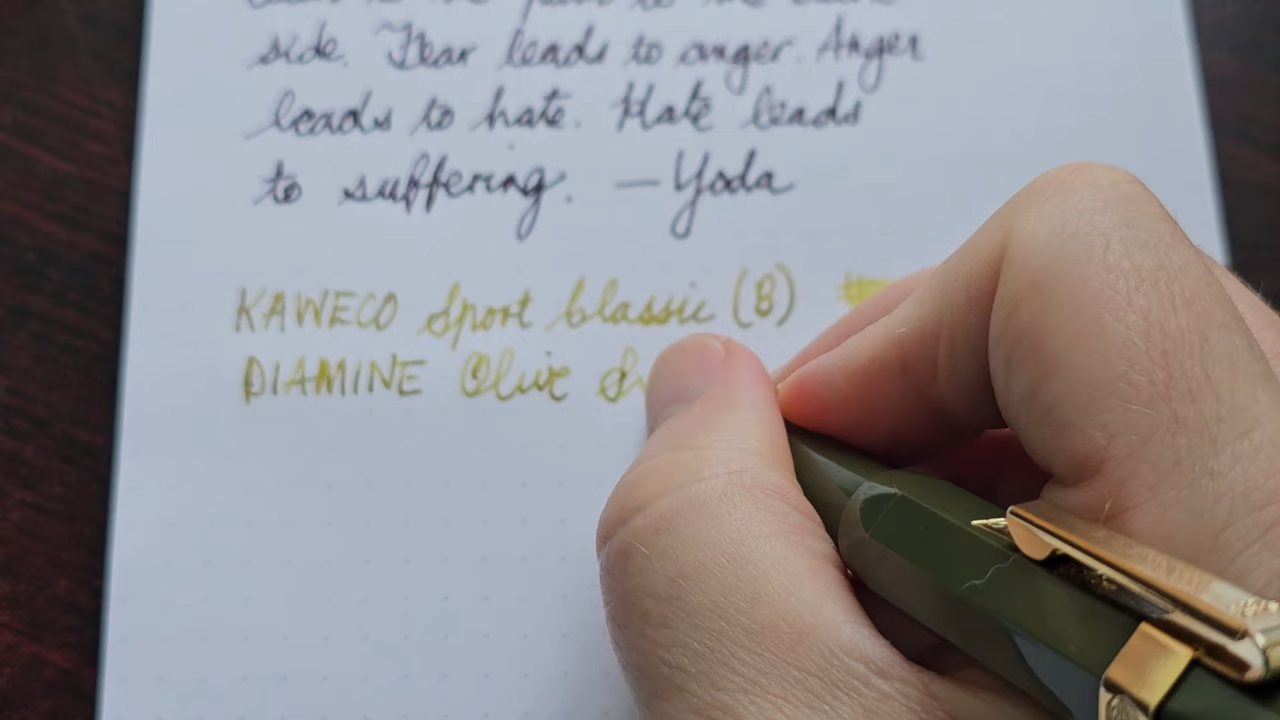 side. Fear leads to anger. Anger
leads to hate. Hate leads
to suffering. — Yoda
KAWECO Sport Classic (B)
DIAMINE Olive